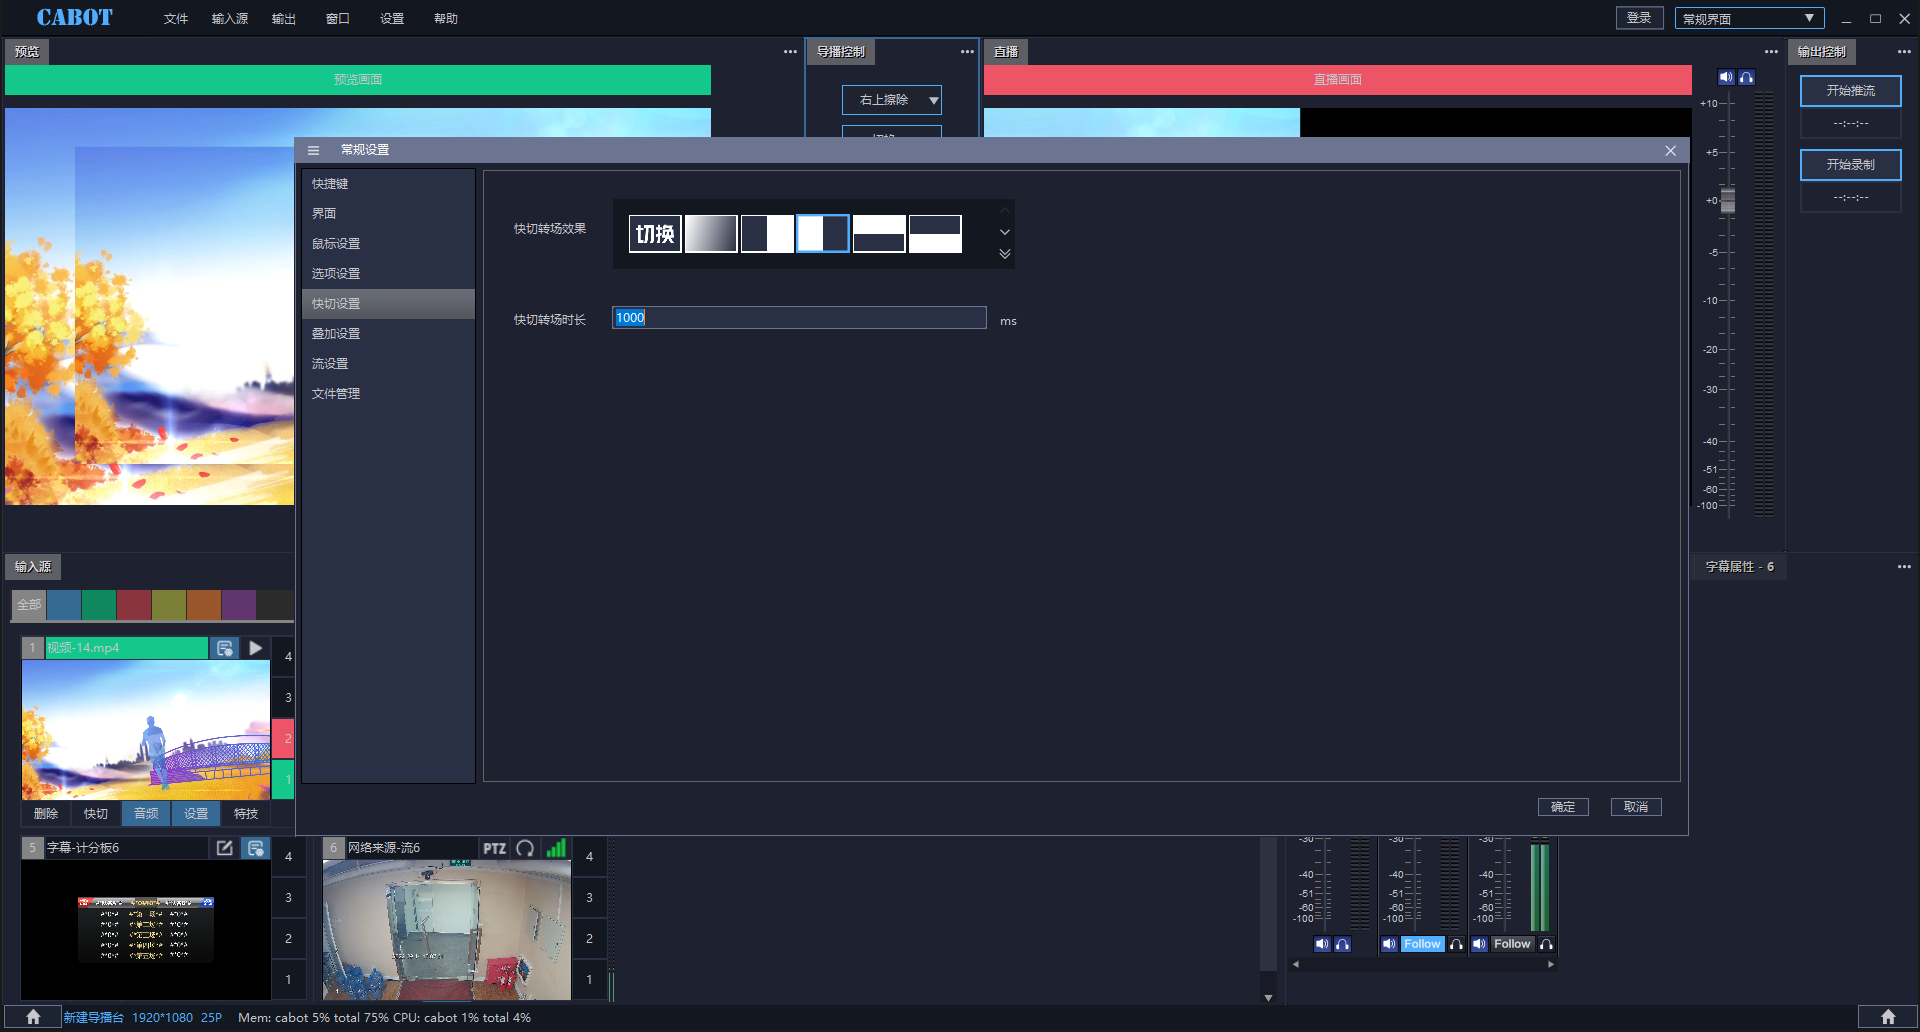 CABOT 文件 输入源 输出 窗口 设置 帮助 登录 常规界面
预览 导播控制 直播 输出控制
预览画面 直播画面
开始推流
右上擦除
--:--:--
开始录制
--:--:--
+10
+5
+0
-5
-10
-20
-30
-40
-51
-60
-100
常规设置
快捷键
界面
鼠标设置
选项设置
快切设置
叠加设置
流设置
文件管理
快切转场效果 切换
快切转场时长 1000 ms
确定 取消
输入源 字幕属性 - 6
全部
1 视频-14.mp4
4
3
2
1
删除 快切 音频 设置 特技
5 字幕-计分板6
4
3
2
1
6 网络来源-流6 PTZ
4
3
2
1
-30 -30 -30
-40 -40 -40
-51 -51 -51
-60 -60 -60
-100 -100 -100
Follow Follow
新建导播台 1920*1080 25P Mem: cabot 5% total 75% CPU: cabot 1% total 4%